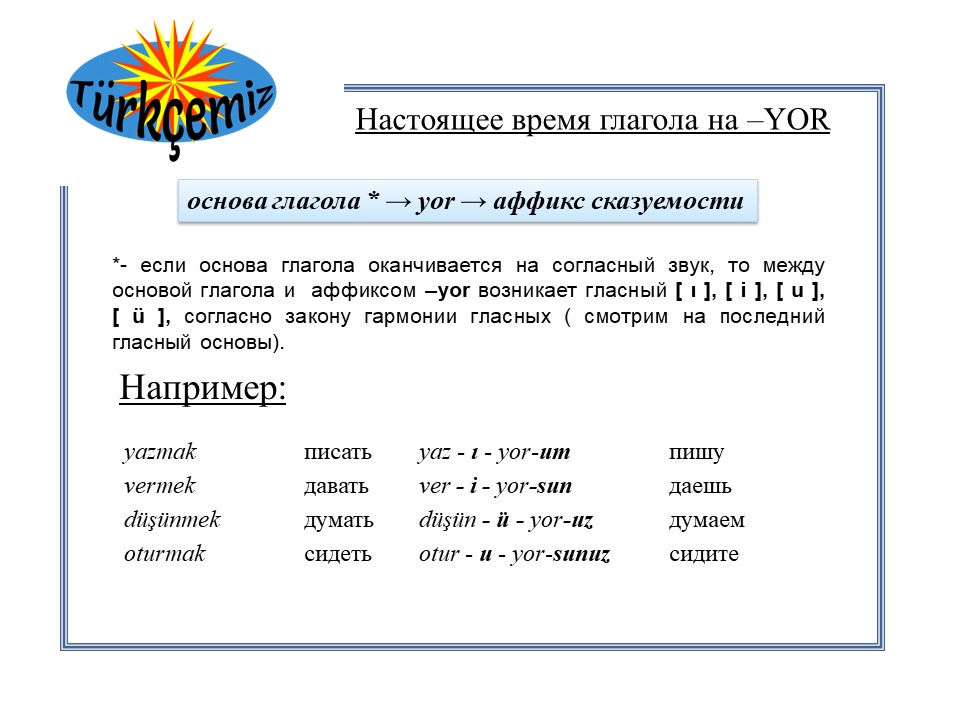 Türkçemiz
Настоящее время глагола на –YOR
основа глагола * → yor → аффикс сказуемости
*- если основа глагола оканчивается на согласный звук, то между
основой глагола и аффиксом –yor возникает гласный [ ı ], [ i ], [ u ],
[ ü ], согласно закону гармонии гласных ( смотрим на последний
гласный основы).
Например:
yazmak писать yaz - ı - yor-um пишу
vermek давать ver - i - yor-sun даешь
düşünmek думать düşün - ü - yor-uz думаем
oturmak сидеть otur - u - yor-sunuz сидите